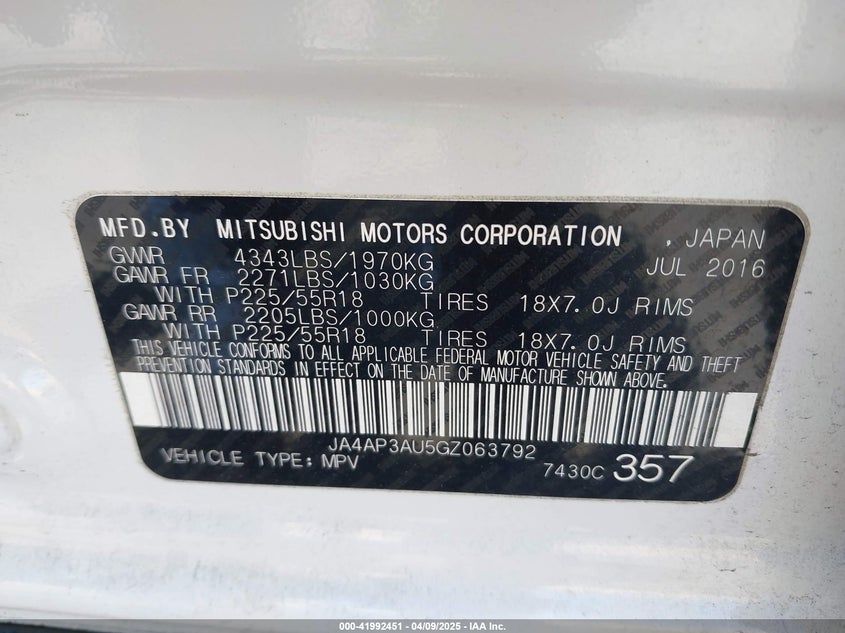 MFD.BY MITSUBISHI MOTORS CORPORATION , JAPAN
GVWR 4343LBS/1970KG JUL 2016
GAWR FR 2271LBS/1030KG
WITH P225/55R18 TIRES 18X7.0J RIMS
GAWR RR 2205LBS/1000KG
WITH P225/55R18 TIRES 18X7.0J RIMS
THIS VEHICLE CONFORMS TO ALL APPLICABLE FEDERAL MOTOR VEHICLE SAFETY AND THEFT
PREVENTION STANDARDS IN EFFECT ON THE DATE OF MANUFACTURE SHOWN ABOVE.
JA4AP3AU5GZ063792
VEHICLE TYPE: MPV 7430C 357
000-41992451 | 04/09/2025 | IAA Inc.